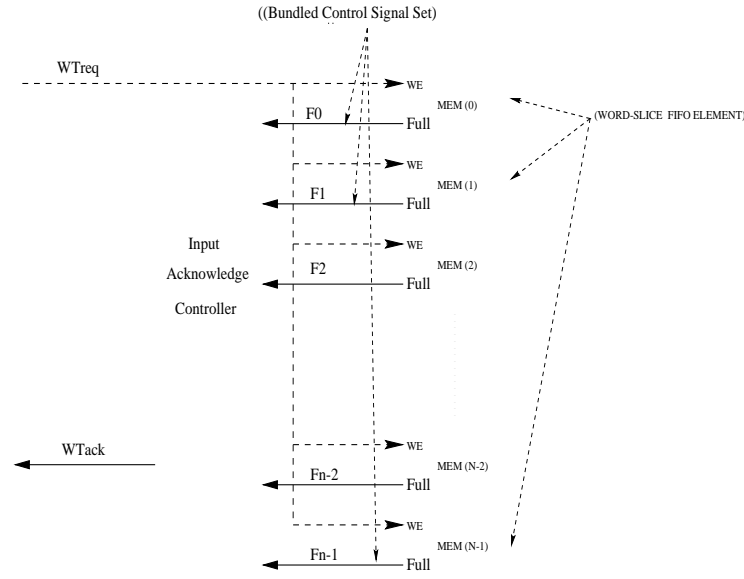 ((Bundled Control Signal Set)
WTreq
WE
MEM (0)
F0
Full
(WORD-SLICE FIFO ELEMENT)
WE
MEM (1)
F1
Full
Input
WE
MEM (2)
Acknowledge
F2
Full
Controller
WTack
WE
MEM (N-2)
Fn-2
Full
WE
MEM (N-1)
Fn-1
Full